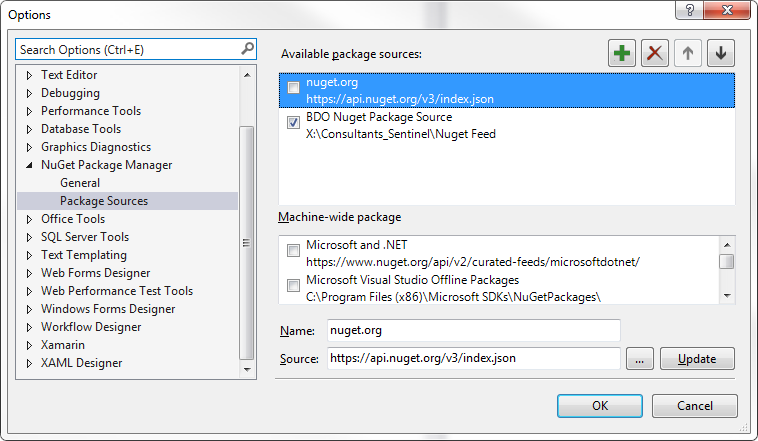 Options
Search Options (Ctrl+E)
Text Editor
Debugging
Performance Tools
Database Tools
Graphics Diagnostics
NuGet Package Manager
General
Package Sources
Office Tools
SQL Server Tools
Text Templating
Web Forms Designer
Web Performance Test Tools
Windows Forms Designer
Workflow Designer
Xamarin
XAML Designer
Available package sources:
nuget.org
https://api.nuget.org/v3/index.json
BDO Nuget Package Source
X:\Consultants_Sentinel\Nuget Feed
Machine-wide package
Microsoft and .NET
https://www.nuget.org/api/v2/curated-feeds/microsoftdotnet/
Microsoft Visual Studio Offline Packages
C:\Program Files (x86)\Microsoft SDKs\NuGetPackages\
Name: nuget.org
Source: https://api.nuget.org/v3/index.json ... Update
OK Cancel